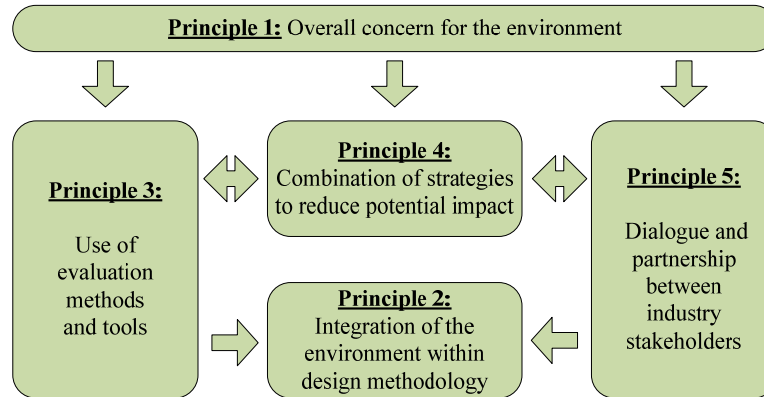 Principle 1: Overall concern for the environment
Principle 3:
Use of
evaluation
methods
and tools
Principle 4:
Combination of strategies
to reduce potential impact
Principle 2:
Integration of the
environment within
design methodology
Principle 5:
Dialogue and
partnership
between
industry
stakeholders